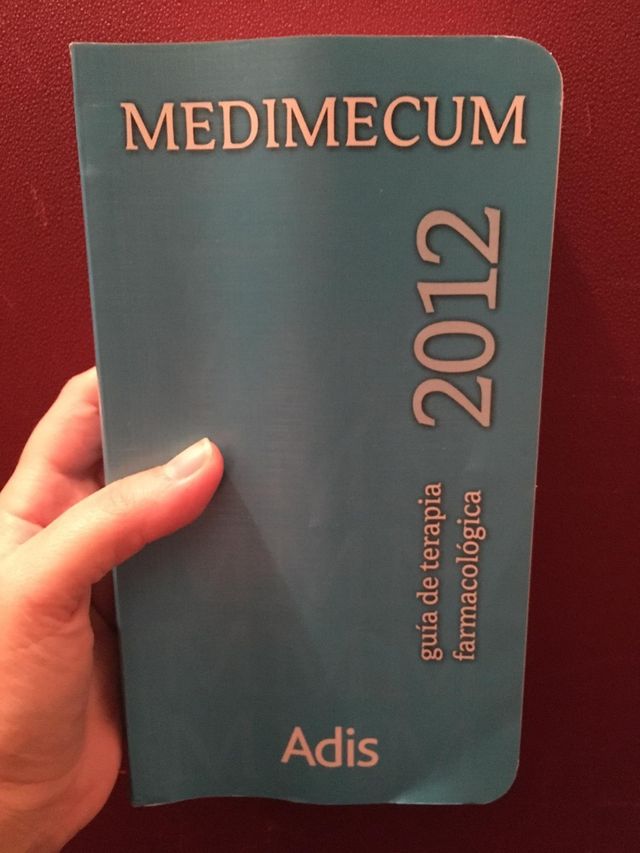 MEDIMECUM
2012
guía de terapia
farmacológica
Adis